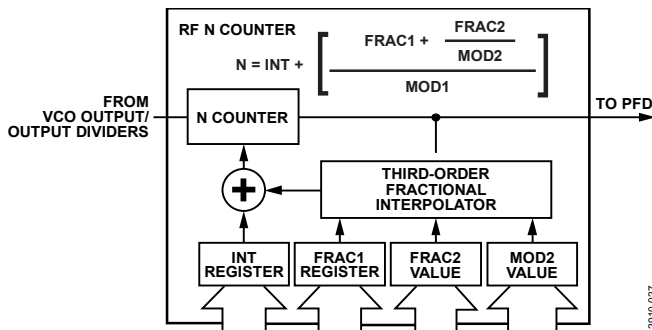 RF N COUNTER
N = INT +
FRAC1 +
FRAC2
MOD2
MOD1
FROM
VCO OUTPUT/
OUTPUT DIVIDERS
N COUNTER
TO PFD
THIRD-ORDER
FRACTIONAL
INTERPOLATOR
+
INT
REGISTER
FRAC1
REGISTER
FRAC2
VALUE
MOD2
VALUE